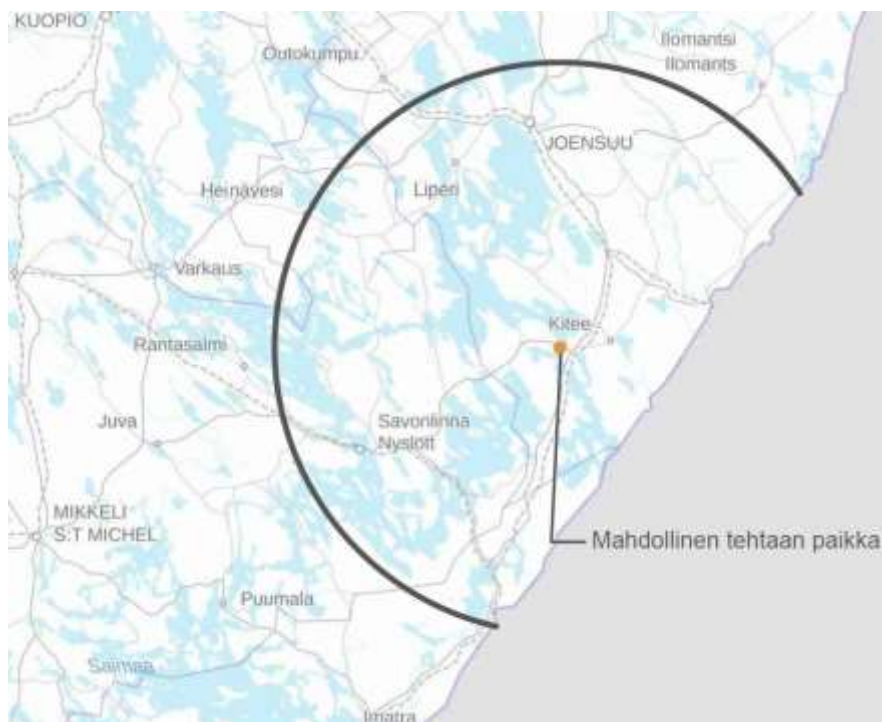 KUOPIO
Outokumpu
Ilomantsi
Ilomants
JOENSUU
Heinävesi
Liperi
Varkaus
Kitee
Rantasalmi
Juva
Savonlinna
Nyslott
MIKKELI
S:T MICHEL
Mahdollinen tehtaan paikka
Puumala
Saimaa
Imatra